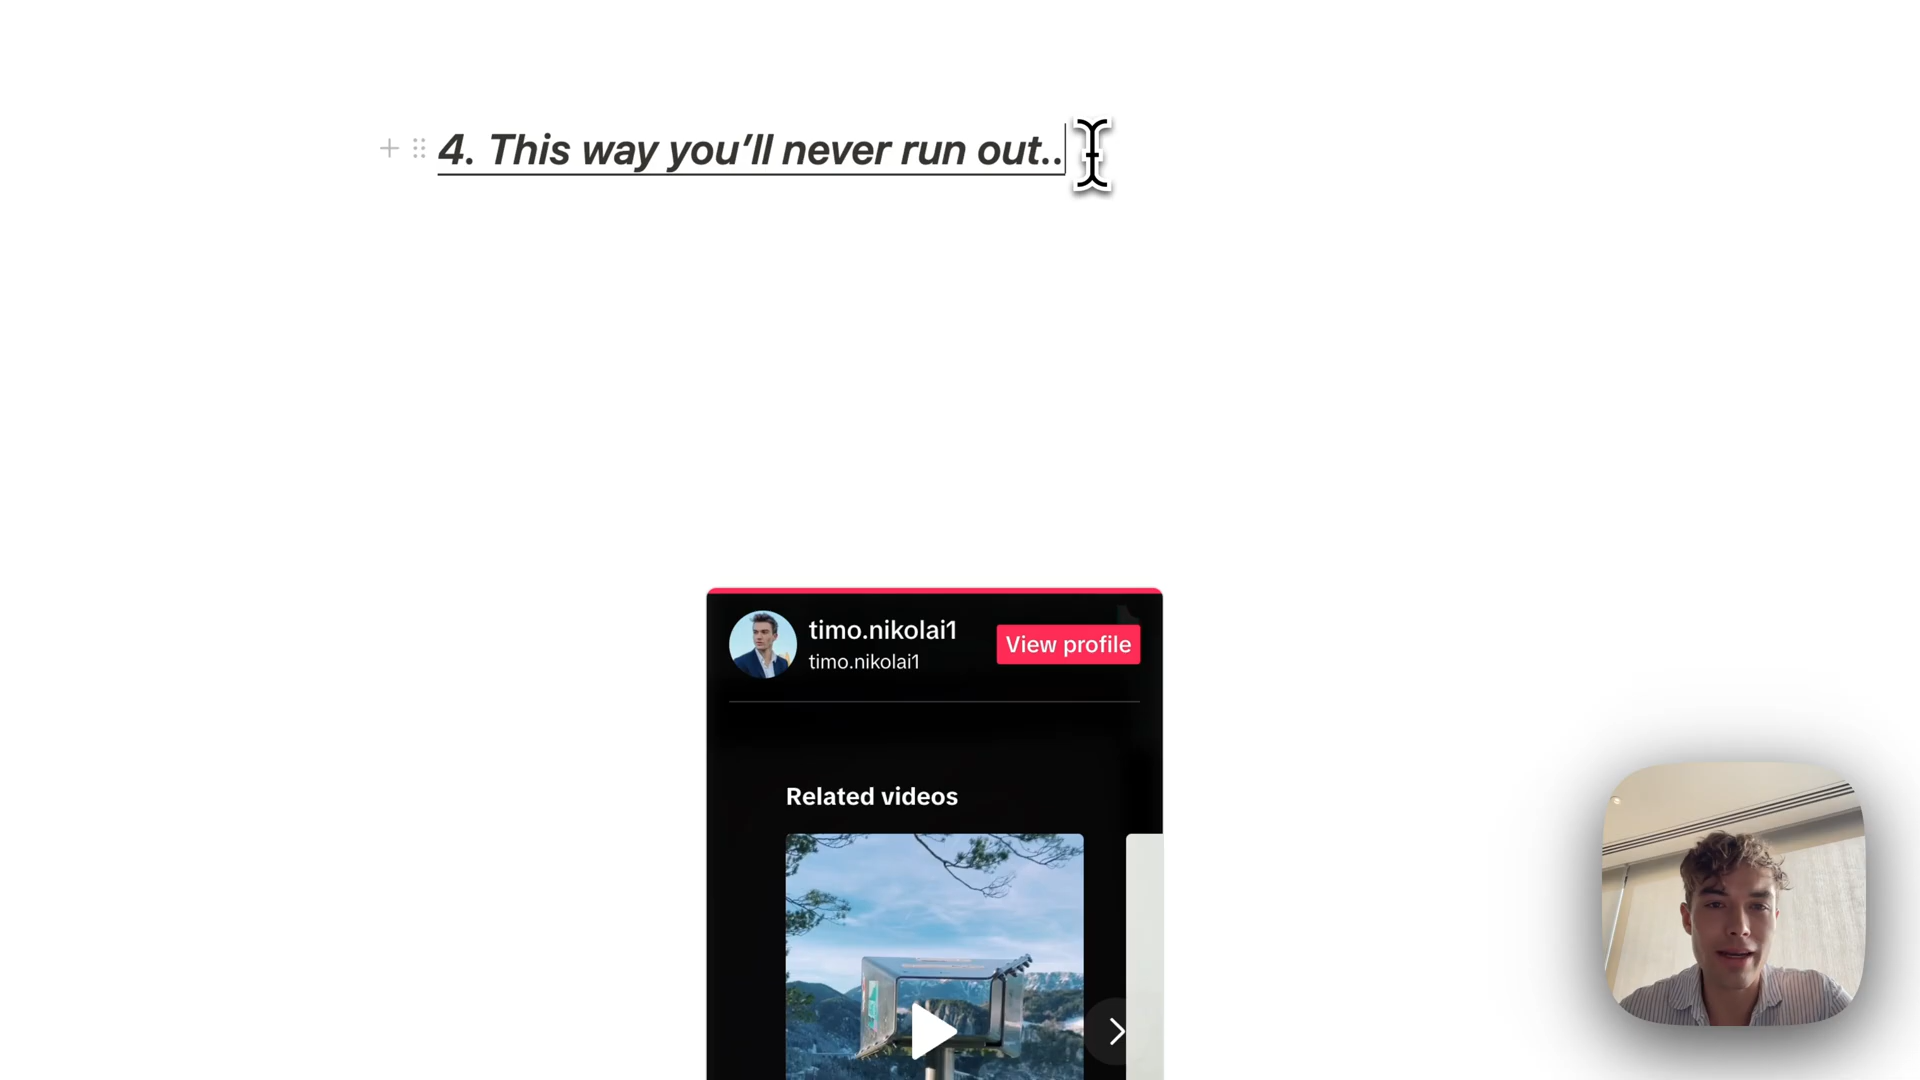 4. This way you’ll never run out..
timo.nikolai1
timo.nikolai1
View profile
Related videos